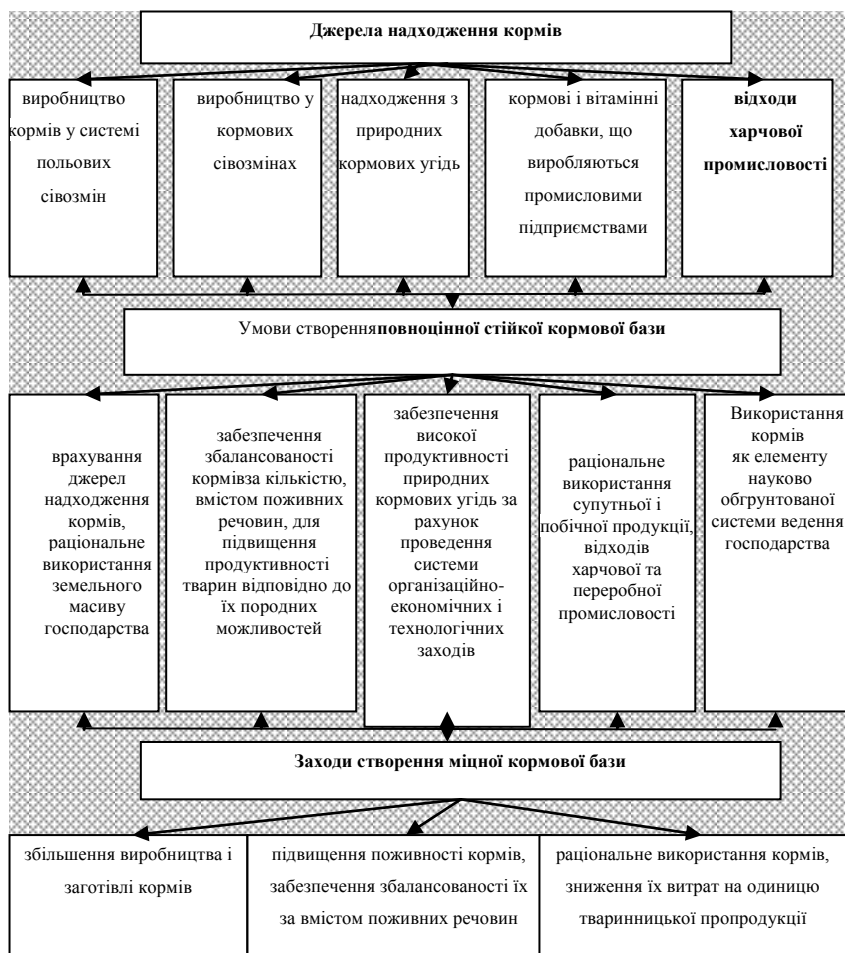 Джерела надходження кормів
виробництво
кормів у системі
польових
сівозмін
виробництво у
кормових
сівозмінах
надходження з
природних
кормових угідь
кормові і вітамінні
добавки, що
виробляються
промисловими
підприємствами
відходи
харчової
промисловості
Умови створенняповноцінної стійкої кормової бази
врахування
джерел
надходження
кормів,
раціональне
використання
земельного
масиву
господарства
забезпечення
збалансованості
кормівза кількістю,
вмістом поживних
речовин, для
підвищення
продуктивності
тварин відповідно до
їх породних
можливостей
забезпечення
високої
продуктивності
природних
кормових угідь за
рахунок
проведення
системи
організаційно-
економічних і
технологічних
заходів
раціональне
використання
супутньої і
побічної продукції,
відходів
харчової та
переробної
промисловості
Використання
кормів
як елементу
науково
обгрунтованої
системи ведення
господарства
Заходи створення міцної кормової бази
збільшення виробництва і
заготівлі кормів
підвищення поживності кормів,
забезпечення збалансованості їх
за вмістом поживних речовин
раціональне використання кормів,
зниження їх витрат на одиницю
тваринницької пропродукції